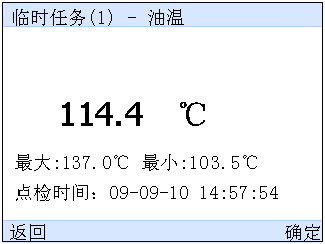 临时任务(1) - 油温
114.4 ℃
最大:137.0℃ 最小:103.5℃
点检时间: 09-09-10 14:57:54
返回 确定